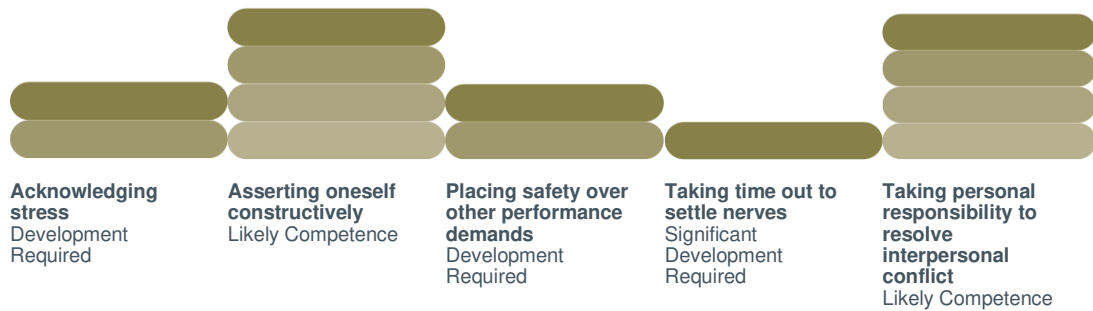 Acknowledging
stress
Development
Required
Asserting oneself
constructively
Likely Competence
Placing safety over
other performance
demands
Development
Required
Taking time out to
settle nerves
Significant
Development
Required
Taking personal
responsibility to
resolve
interpersonal
conflict
Likely Competence